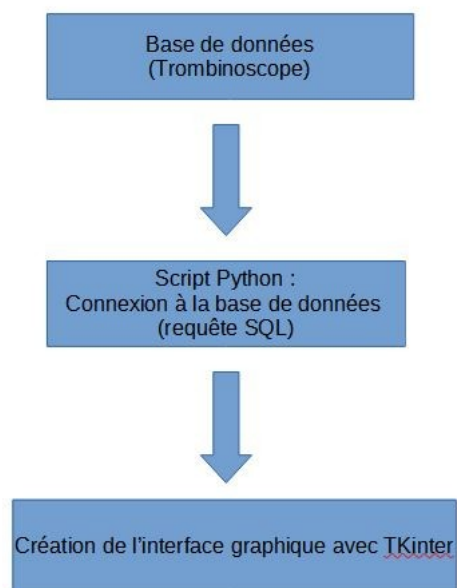 Base de données
(Trombinoscope)
Script Python :
Connexion à la base de données
(requête SQL)
Création de l'interface graphique avec TKinter